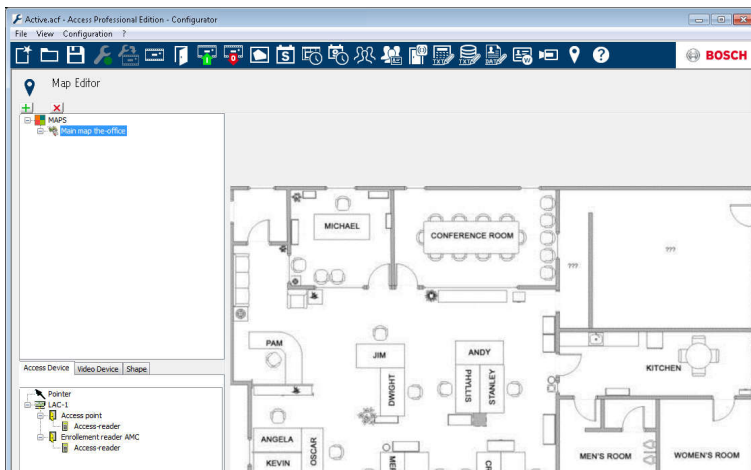 Active.acf - Access Professional Edition - Configurator
File View Configuration ?
BOSCH
Map Editor
MAPS
Main map the-office
MICHAEL
CONFERENCE ROOM
???
???
PAM
JIM
ANDY
KITCHEN
DWIGHT
PHYLLIS
STANLEY
Access Device Video Device Shape
Pointer
LAC-1
Access point
Access-reader
Enrollement reader AMC
Access-reader
ANGELA
OSCAR
KEVIN
MEN'S ROOM
WOMEN'S ROOM